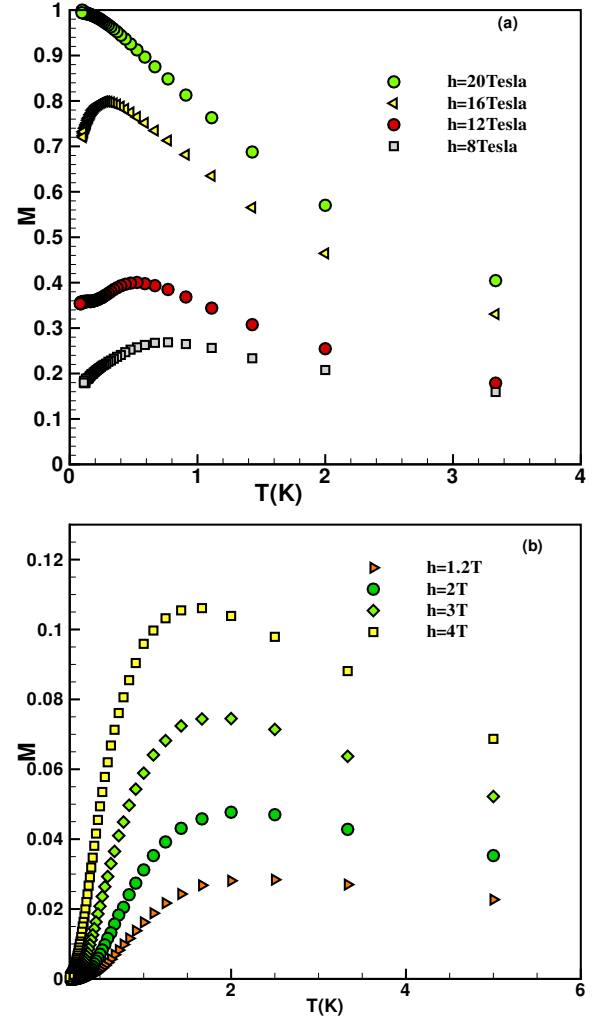 (a)
1
0.9
0.8
0.7
0.6
0.5
0.4
0.3
0.2
0.1
0
M
h=20Tesla
h=16Tesla
h=12Tesla
h=8Tesla
0 1 2 3 4
T(K)
(b)
0.12
0.1
0.08
0.06
0.04
0.02
0
M
h=1.2T
h=2T
h=3T
h=4T
2 4 6
T(K)